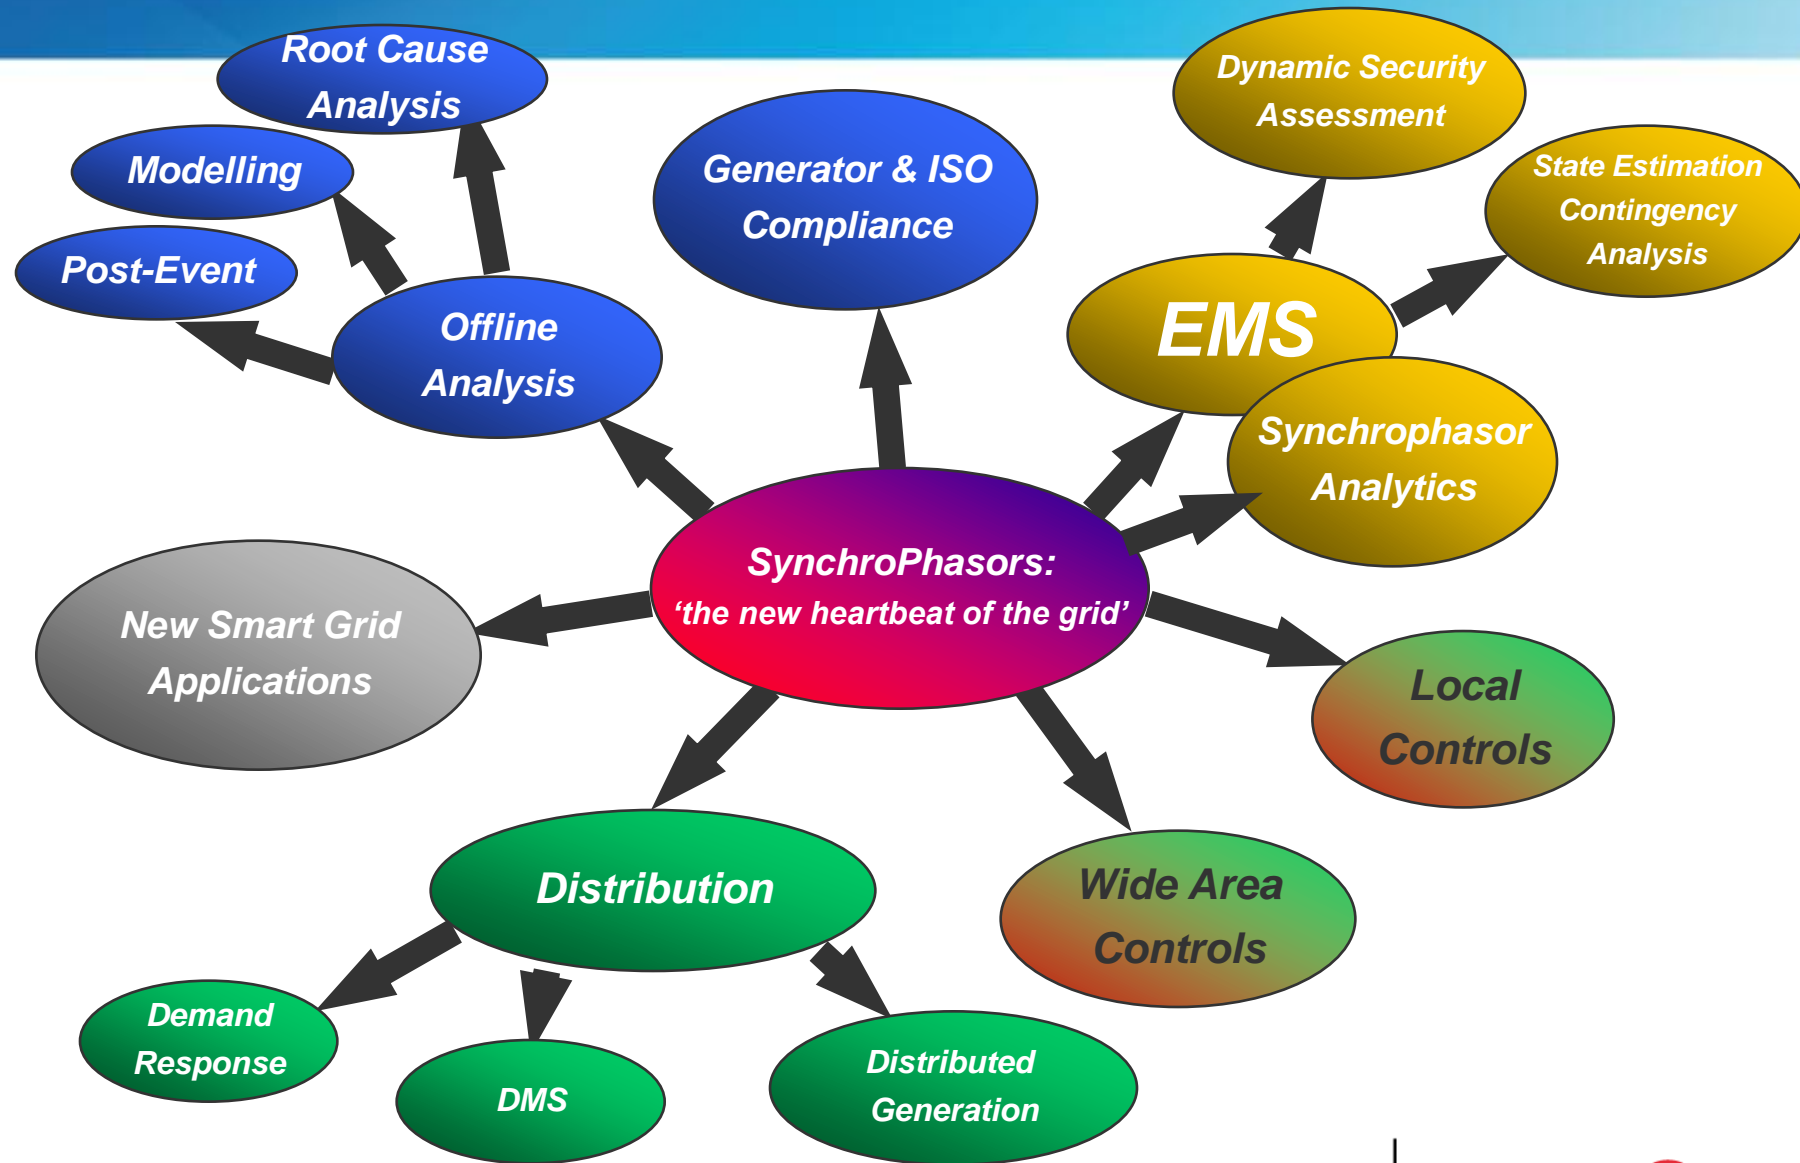 Root Cause
Analysis
Modelling
Post-Event
Offline
Analysis
Generator & ISO
Compliance
Dynamic Security
Assessment
State Estimation
Contingency
Analysis
EMS
Synchrophasor
Analytics
SynchroPhasors:
‘the new heartbeat of the grid’
New Smart Grid
Applications
Local
Controls
Wide Area
Controls
Distribution
Demand
Response
DMS
Distributed
Generation